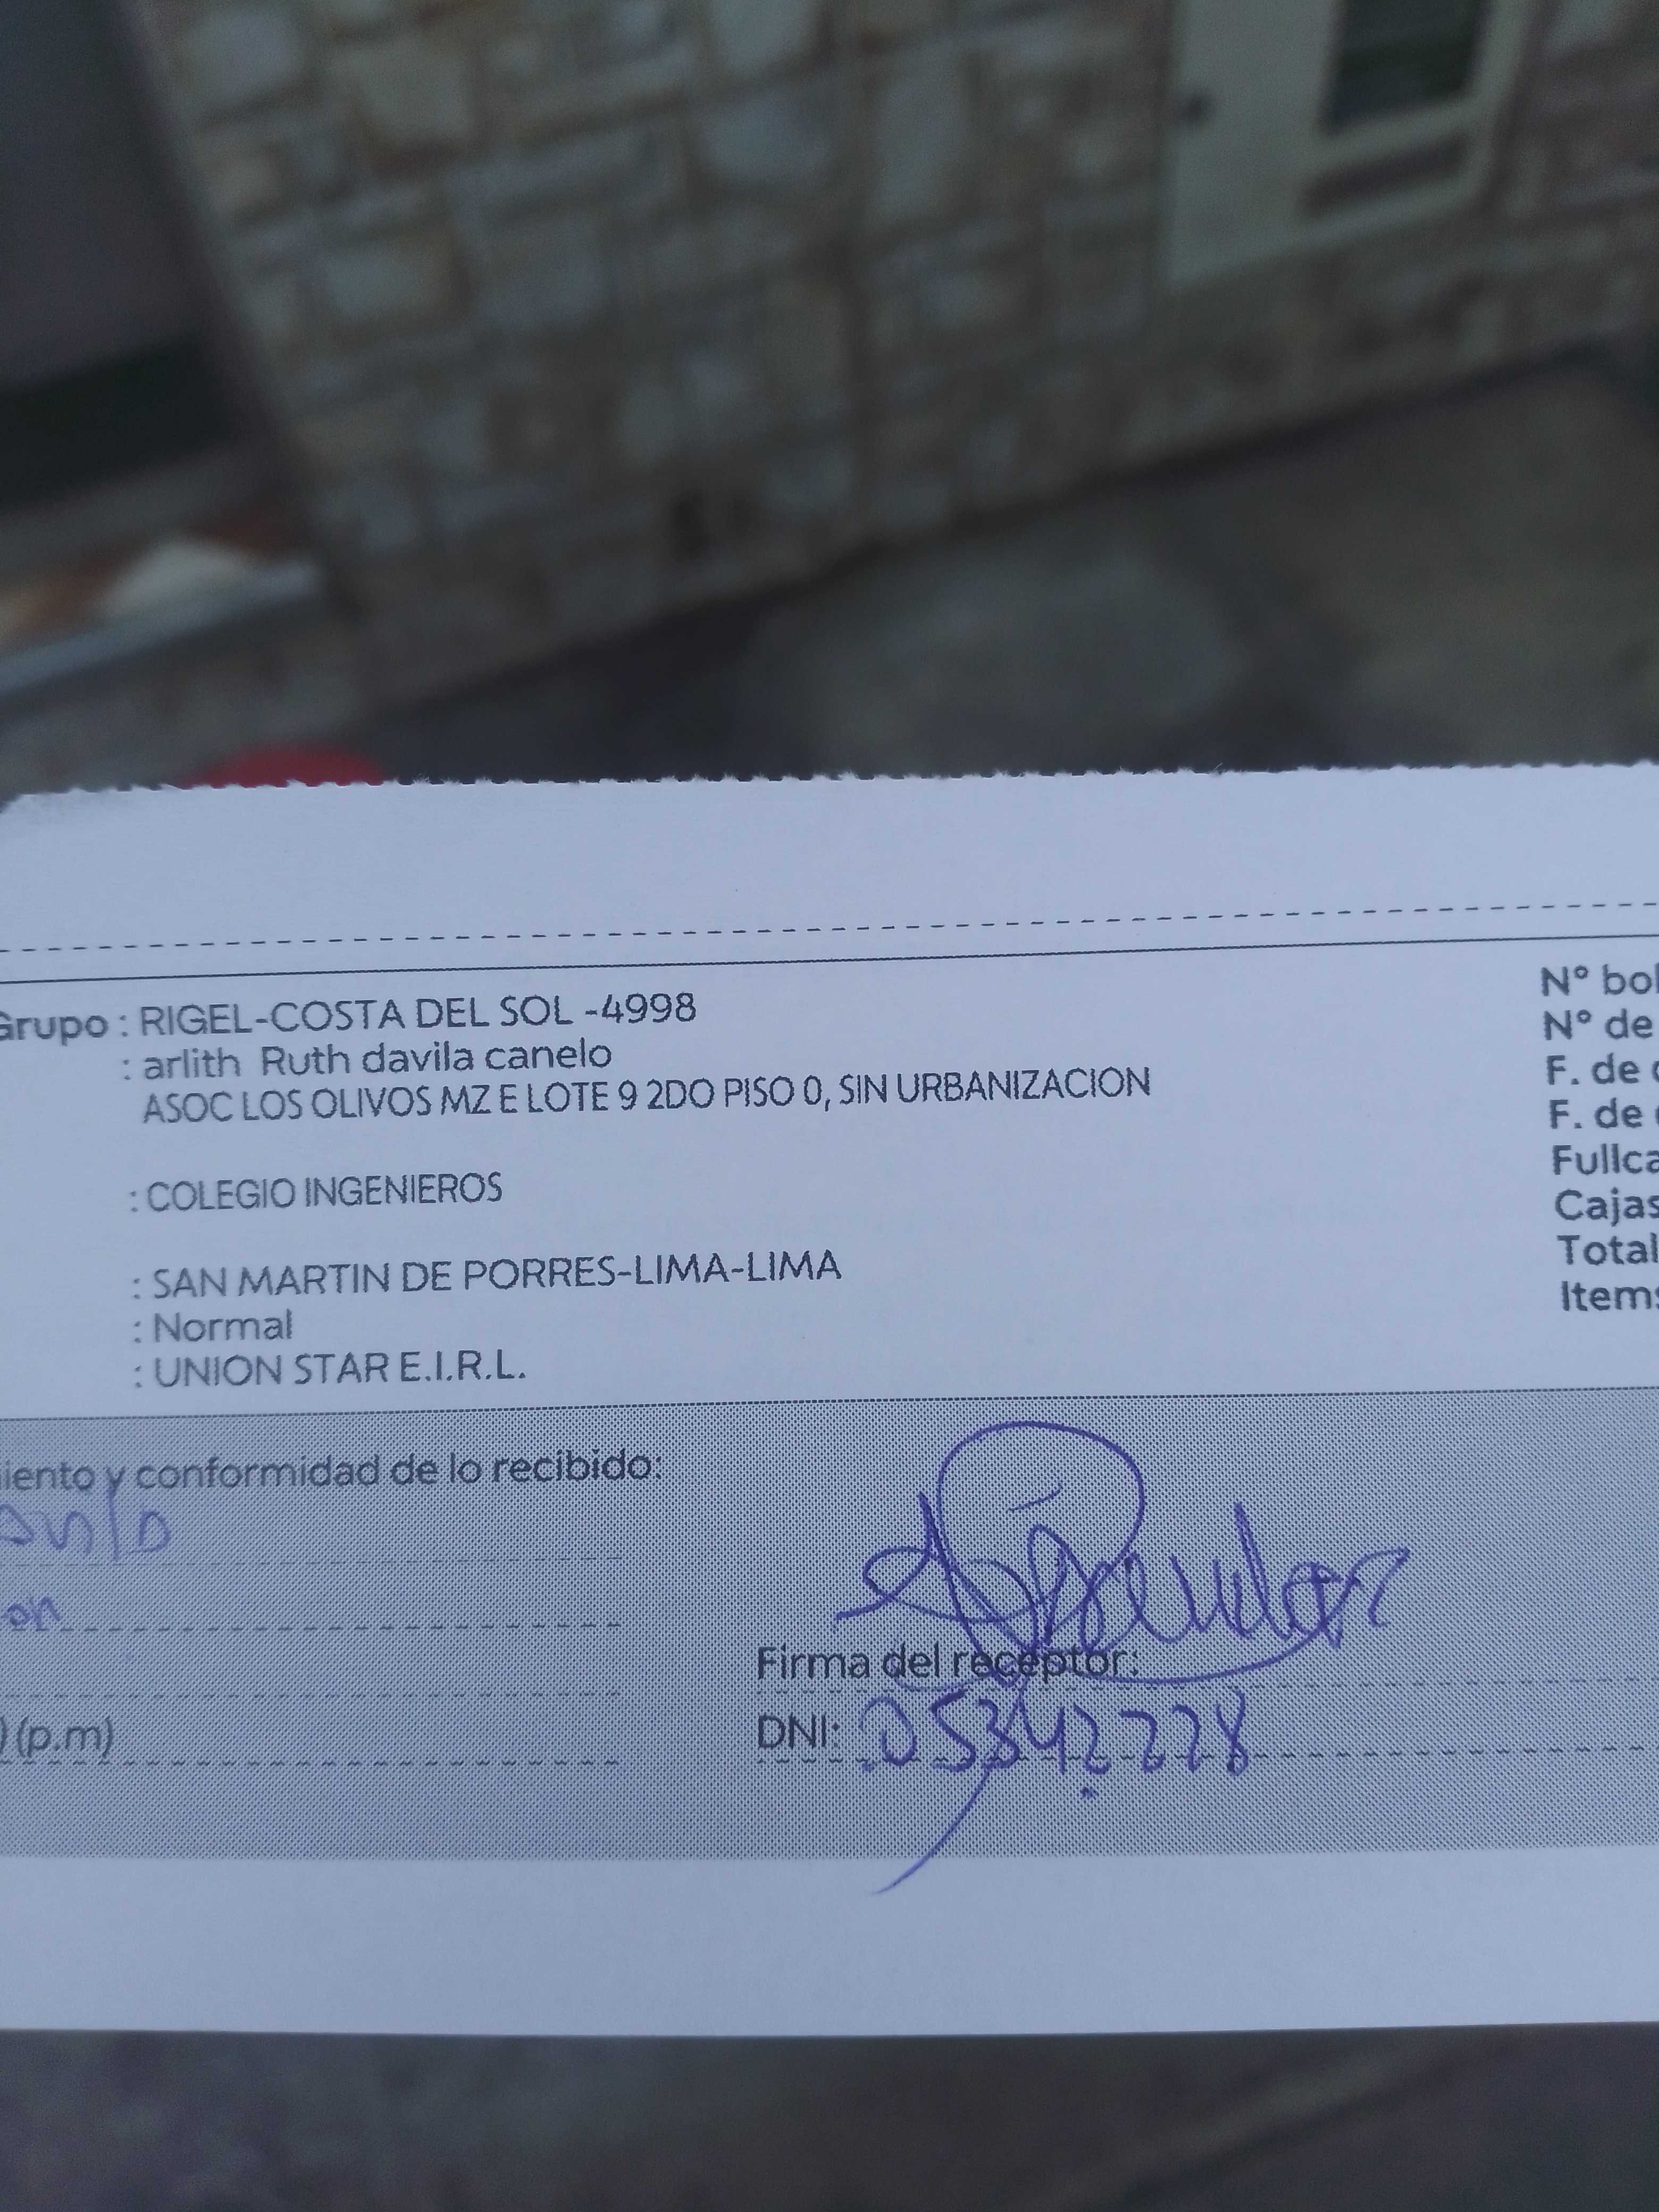 Grupo : RIGEL-COSTA DEL SOL -4998
: arlith Ruth davila canelo
ASOC LOS OLIVOS MZ E LOTE 9 2DO PISO 0, SIN URBANIZACION
: COLEGIO INGENIEROS
: SAN MARTIN DE PORRES-LIMA-LIMA
: Normal
: UNION STAR E.I.R.L.
N° bol
N° de
F. de
F. de
Fullca
Cajas
Total
Items
iento y conformidad de lo recibido:
on
) (p.m)
Firma del receptor:
DNI: 05342278